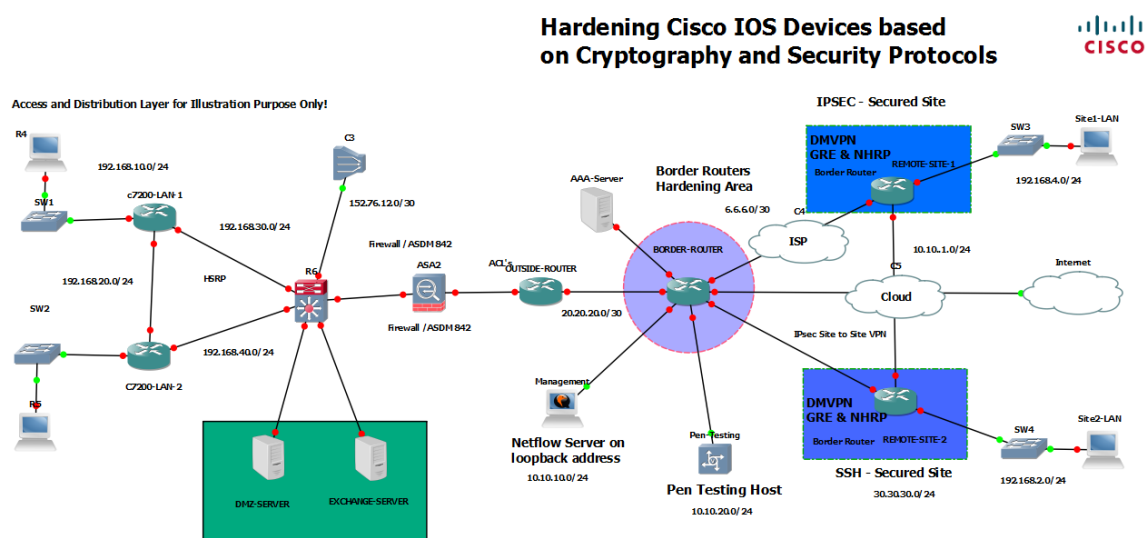 Hardening Cisco IOS Devices based
on Cryptography and Security Protocols
CISCO
Access and Distribution Layer for Illustration Purpose Only!
IPSEC - Secured Site
R4
192.168.10.0/24
SW1
c7200-LAN-1
192.168.20.0/24
192.168.30.0/24
HSRP
SW2
C7200-LAN-2
192.168.40.0/24
R5
C3
152.76.12.0/30
R6
Firewall / ASDM 842
ASA2
Firewall / ASDM 842
DMZ-SERVER
EXCHANGE-SERVER
ACL's
OUTSIDE-ROUTER
20.20.20.0/30
AAA-Server
Border Routers
Hardening Area
BORDER-ROUTER
6.6.6.0/30
C4
ISP
DMVPN
GRE & NHRP
REMOTE-SITE-1
Border Router
SW3
Site1-LAN
192.168.4.0/24
10.10..1.0/24
C5
Cloud
Internet
IPsec Site to Site VPN
Management
Netflow Server on
loopback address
10.10.10.0/24
Pen-Testing
Pen Testing Host
10.10.20.0/24
DMVPN
GRE & NHRP
Border Router
REMOTE-SITE-2
SSH - Secured Site
30.30.30.0/24
SW4
Site2-LAN
192.168.2.0/24